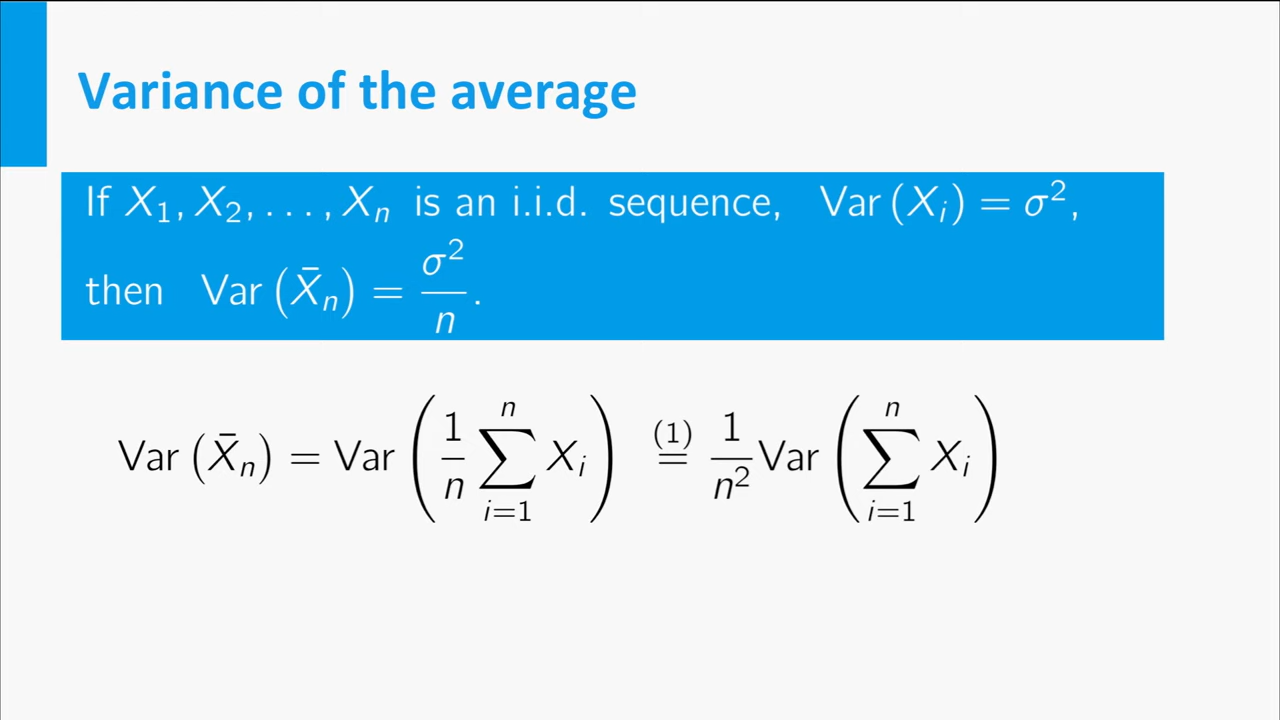 Variance of the average
If X₁, X₂, . . . , Xₙ is an i.i.d. sequence, Var (Xᵢ) = σ²,
then Var (X̄ₙ) = σ²/n.
Var (X̄ₙ) = Var (1/n ∑ᵢ₌₁ⁿ Xᵢ) (1)= 1/n² Var (∑ᵢ₌₁ⁿ Xᵢ)